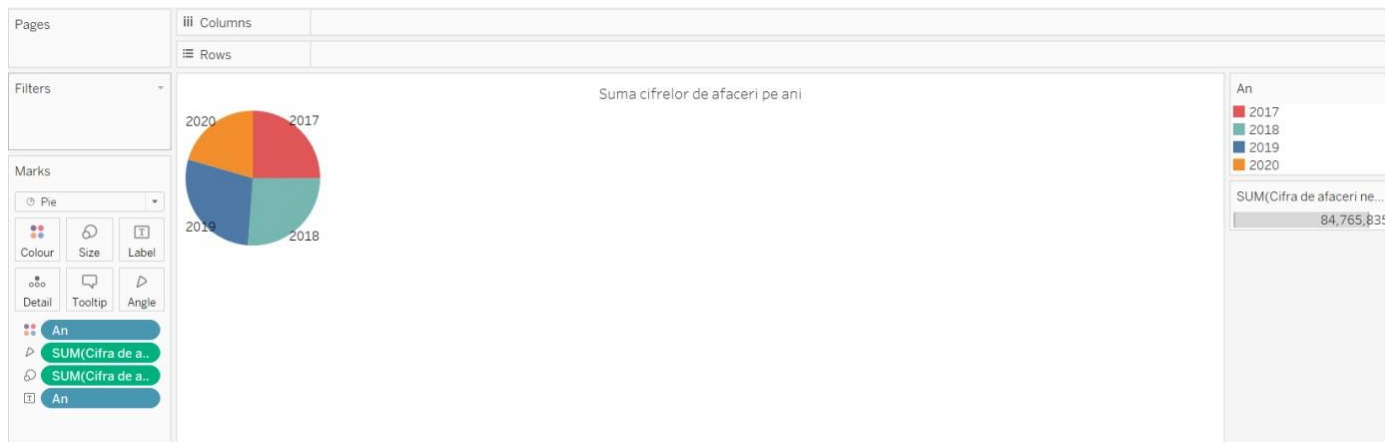 Pages
iii Columns
Rows
Filters
Marks
Pie
Colour
Size
Label
Detail
Tooltip
Angle
An
SUM(Cifra de a..
SUM(Cifra de a..
An
Suma cifrelor de afaceri pe ani
2020
2017
2019
2018
An
2017
2018
2019
2020
SUM(Cifra de afaceri ne...
84,765,835